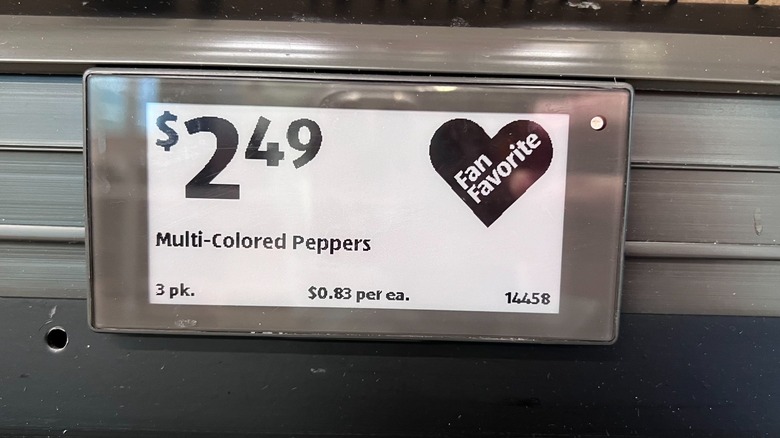 $2.49
Fan
Favorite
Multi-Colored Peppers
3 pk. $0.83 per ea. 14458